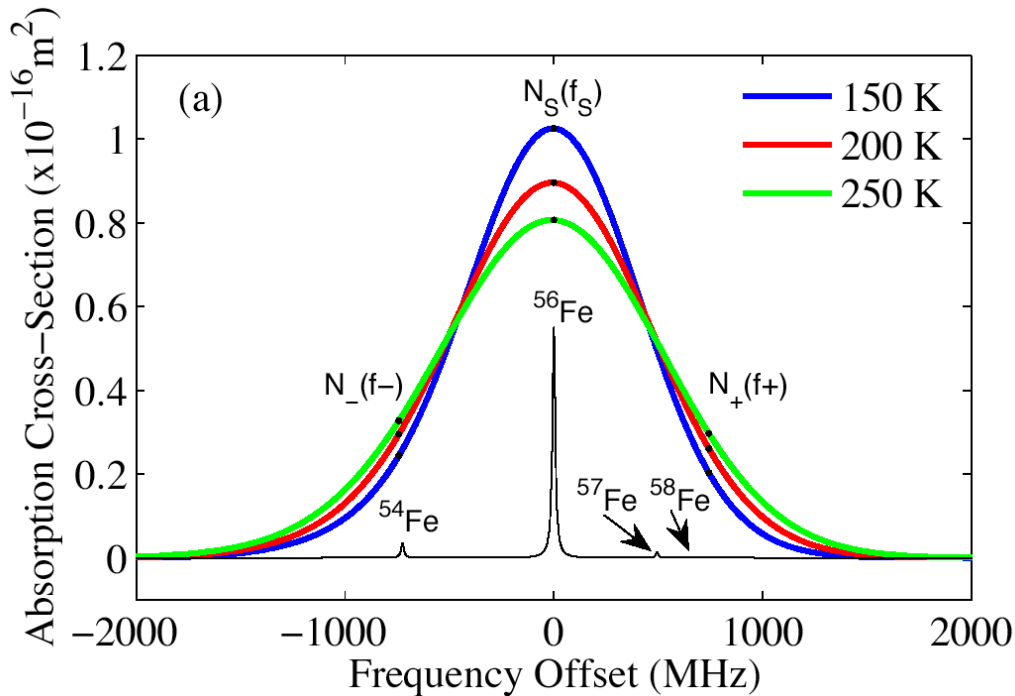 Absorption Cross-Section (x10⁻¹⁶m²)
1.2
1
0.8
0.6
0.4
0.2
0
(a)
N_S(f_S)
150 K
200 K
250 K
⁵⁶Fe
N_–(f–)
N_+(f+)
⁵⁴Fe
⁵⁷Fe
⁵⁸Fe
−2000 −1000 0 1000 2000
Frequency Offset (MHz)